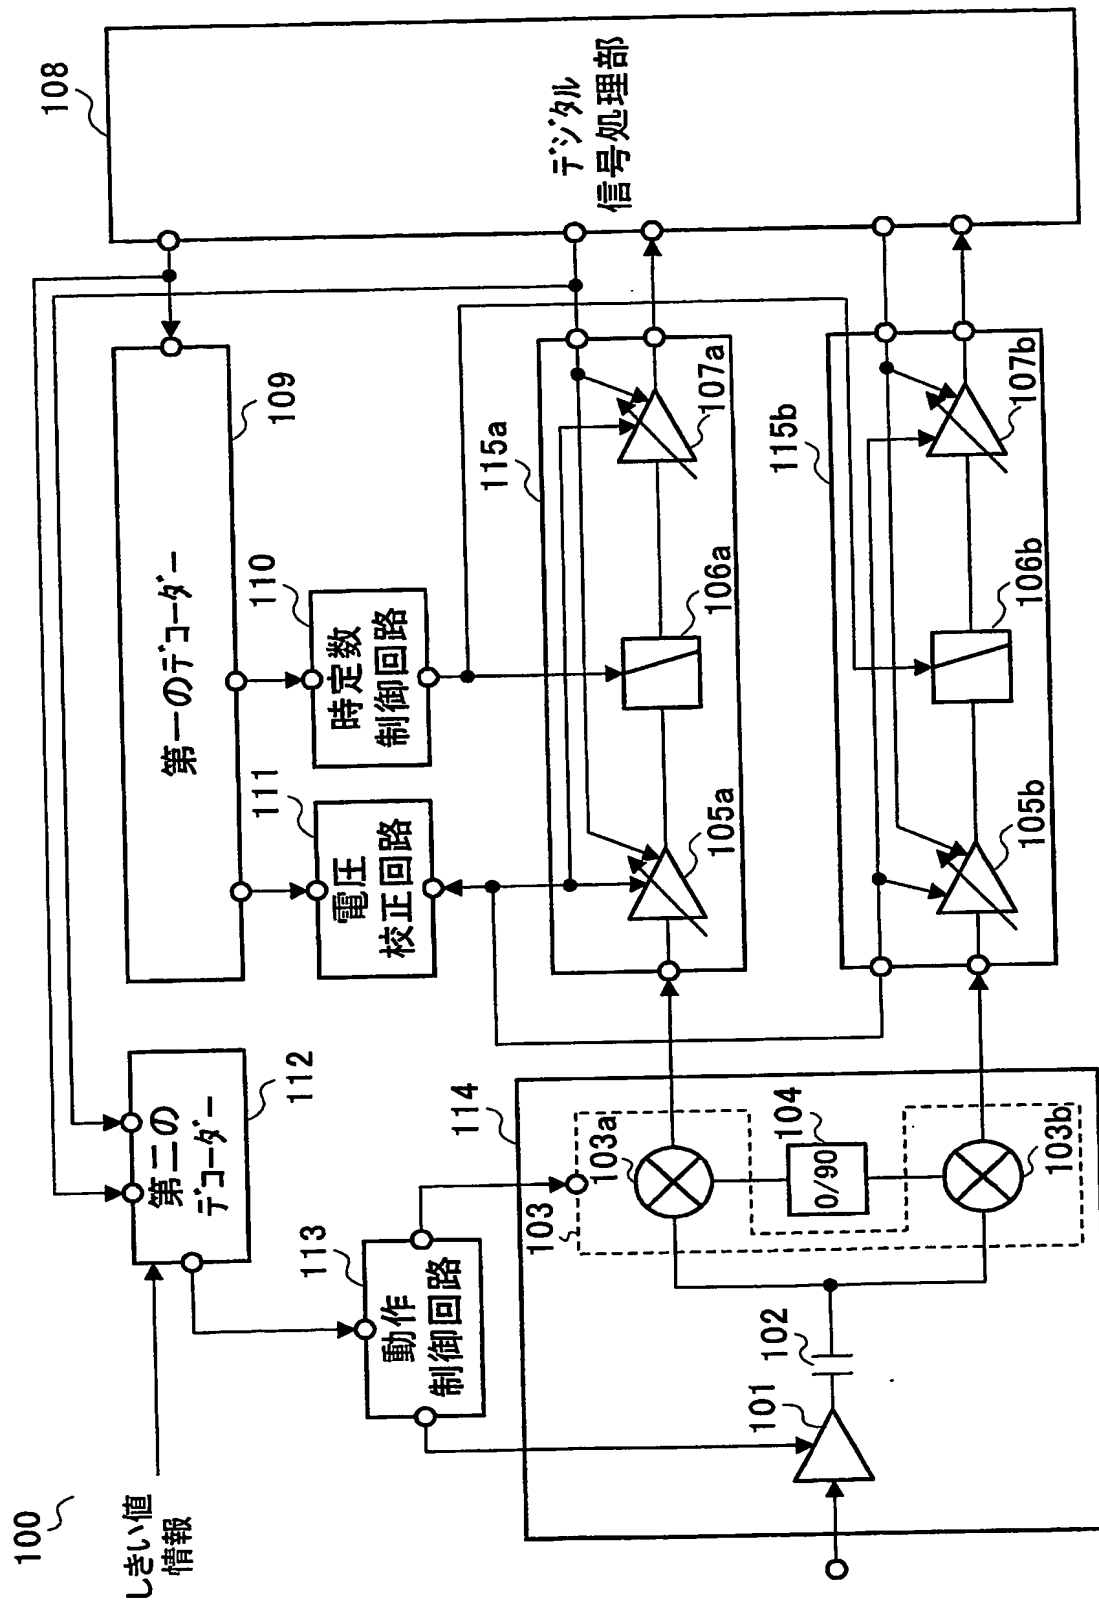 100
しきい値
情報
第二の
デコーダー
112
第一のデコーダー
109
108
デジタル
信号処理部
113
動作
制御回路
111
電圧
校正回路
110
時定数
制御回路
114
103
103a
104
0/90
103b
101
102
115a
105a
106a
107a
115b
105b
106b
107b